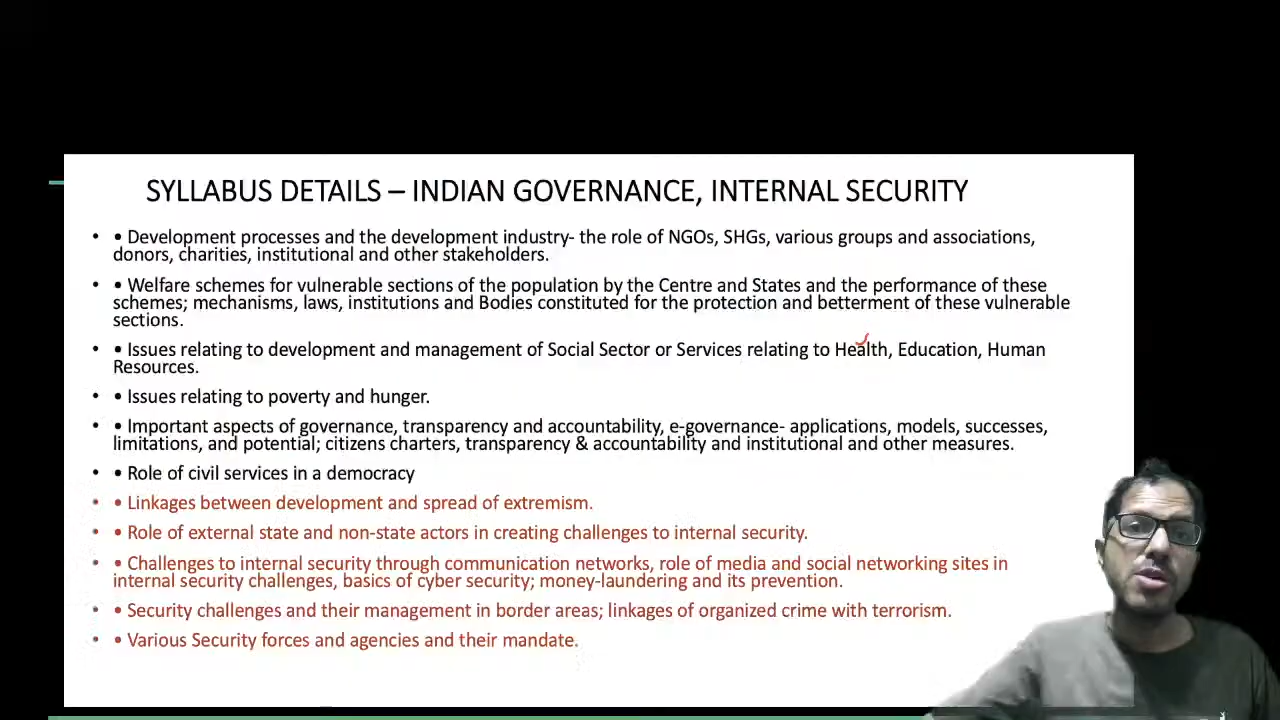 SYLLABUS DETAILS – INDIAN GOVERNANCE, INTERNAL SECURITY
• • Development processes and the development industry- the role of NGOs, SHGs, various groups and associations,
donors, charities, institutional and other stakeholders.
• • Welfare schemes for vulnerable sections of the population by the Centre and States and the performance of these
schemes; mechanisms, laws, institutions and Bodies constituted for the protection and betterment of these vulnerable
sections.
• • Issues relating to development and management of Social Sector or Services relating to Health, Education, Human
Resources.
• • Issues relating to poverty and hunger.
• • Important aspects of governance, transparency and accountability, e-governance- applications, models, successes,
limitations, and potential; citizens charters, transparency & accountability and institutional and other measures.
• • Role of civil services in a democracy
• • Linkages between development and spread of extremism.
• • Role of external state and non-state actors in creating challenges to internal security.
• • Challenges to internal security through communication networks, role of media and social networking sites in
internal security challenges, basics of cyber security; money-laundering and its prevention.
• • Security challenges and their management in border areas; linkages of organized crime with terrorism.
• • Various Security forces and agencies and their mandate.